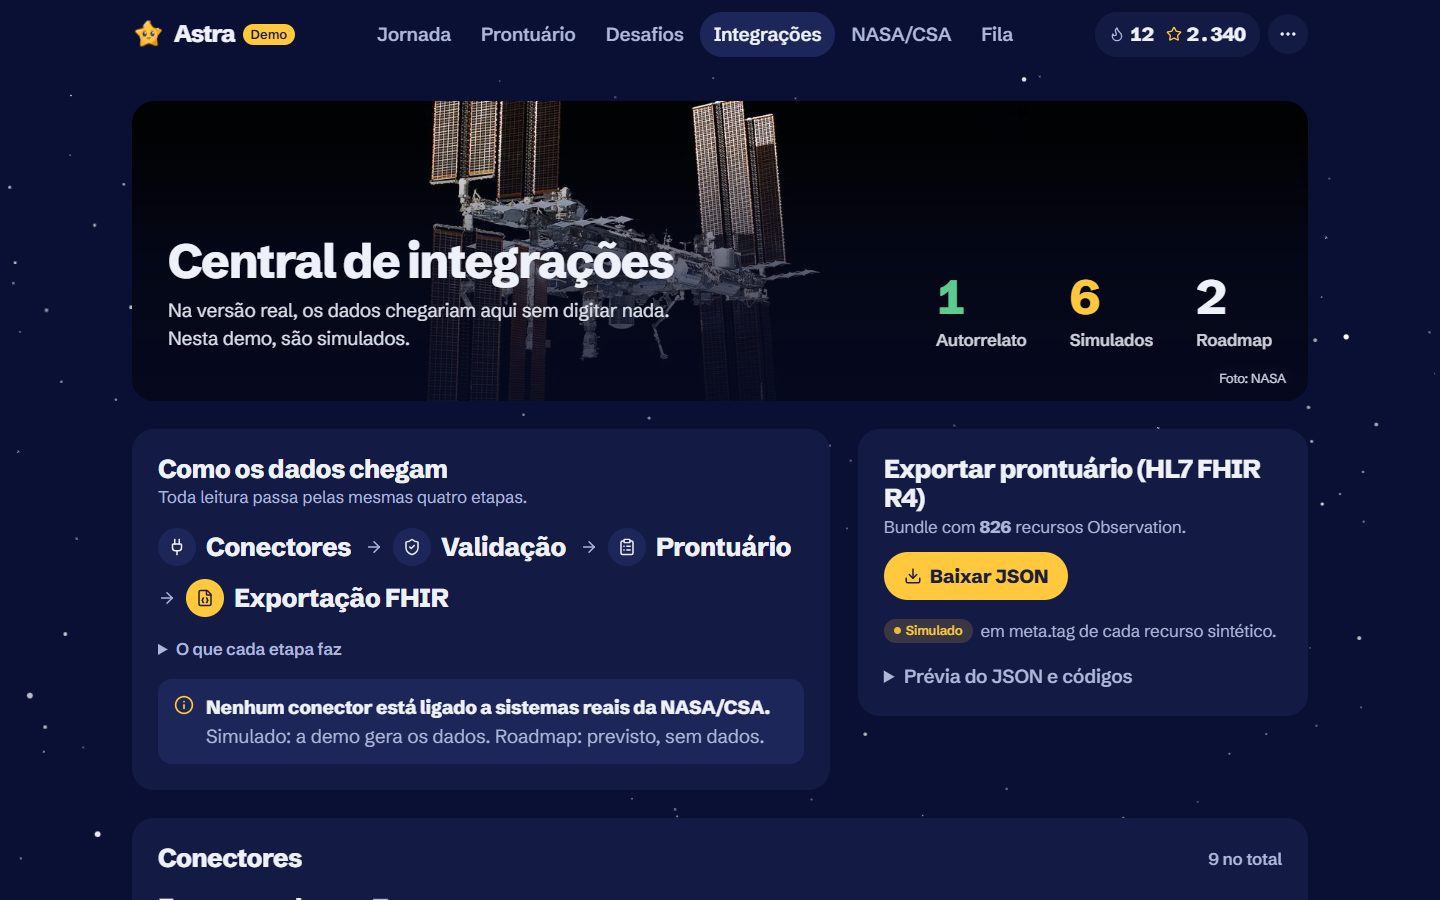 Astra Demo
Jornada Prontuário Desafios Integrações NASA/CSA Fila
12 2.340
Central de integrações
Na versão real, os dados chegariam aqui sem digitar nada.
Nesta demo, são simulados.
1 6 2
Autorrelato Simulados Roadmap
Foto: NASA
Como os dados chegam
Toda leitura passa pelas mesmas quatro etapas.
Conectores → Validação → Prontuário
→ Exportação FHIR
O que cada etapa faz
Nenhum conector está ligado a sistemas reais da NASA/CSA.
Simulado: a demo gera os dados. Roadmap: previsto, sem dados.
Exportar prontuário (HL7 FHIR
R4)
Bundle com 826 recursos Observation.
Baixar JSON
Simulado em meta.tag de cada recurso sintético.
Prévia do JSON e códigos
Conectores
9 no total